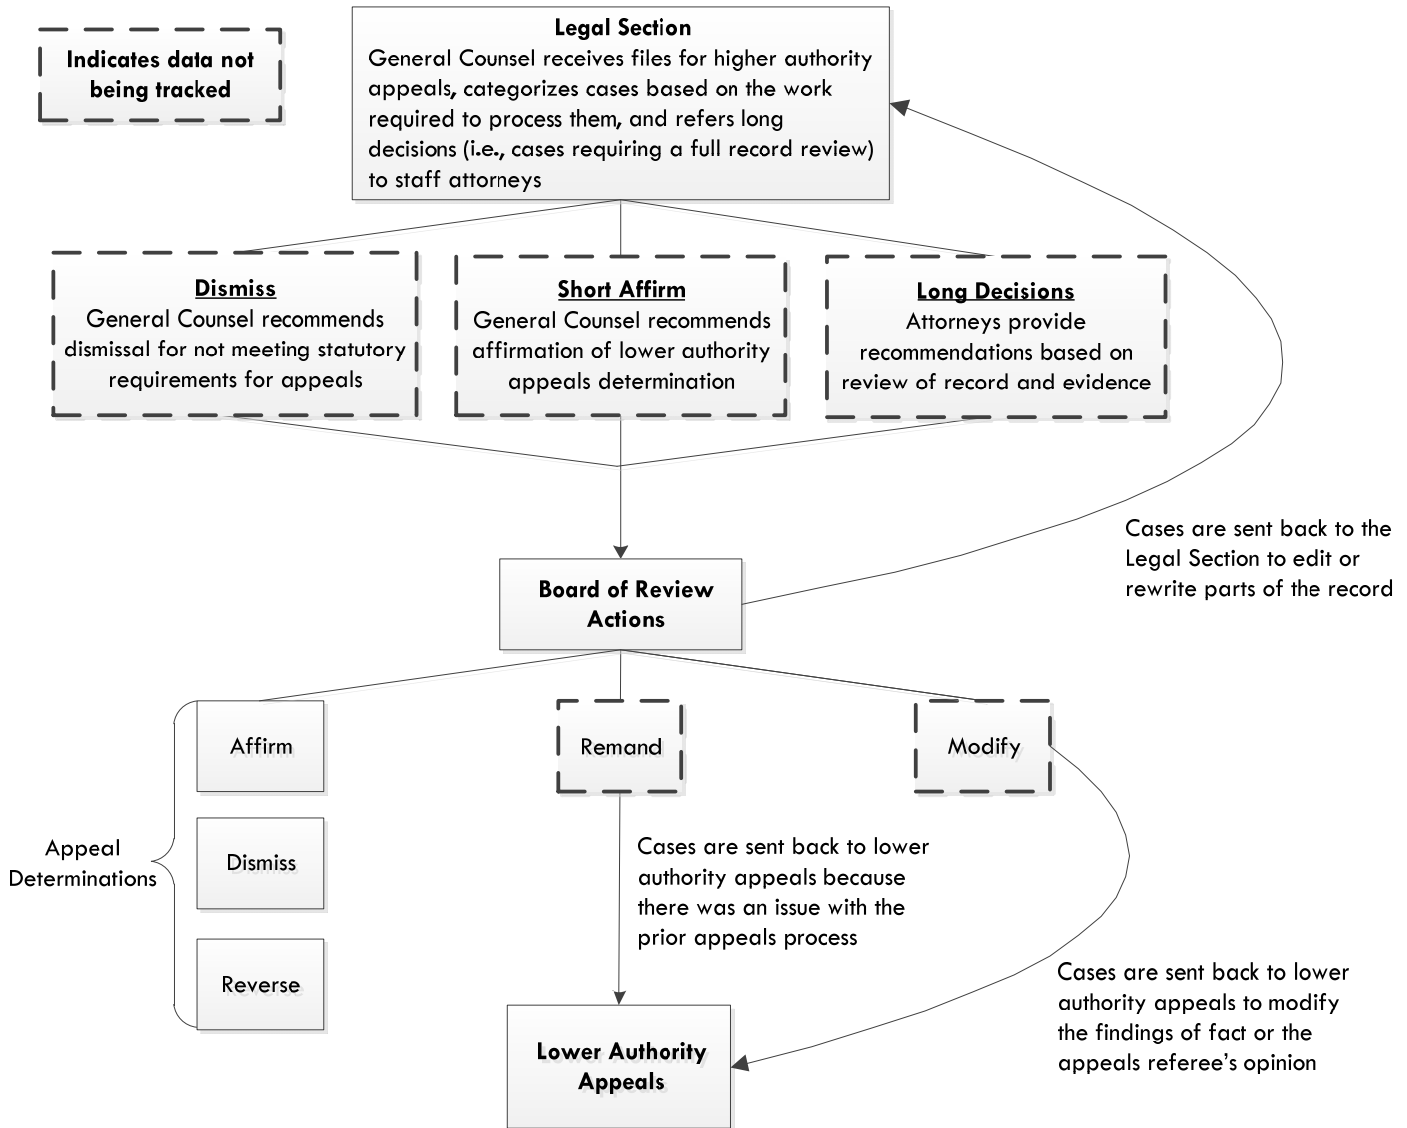 Indicates data not
being tracked
Legal Section
General Counsel receives files for higher authority
appeals, categorizes cases based on the work
required to process them, and refers long
decisions (i.e., cases requiring a full record review)
to staff attorneys
Dismiss
General Counsel recommends
dismissal for not meeting statutory
requirements for appeals
Short Affirm
General Counsel recommends
affirmation of lower authority
appeals determination
Long Decisions
Attorneys provide
recommendations based on
review of record and evidence
Cases are sent back to the
Legal Section to edit or
rewrite parts of the record
Board of Review
Actions
Affirm
Remand
Modify
Appeal
Determinations
Dismiss
Reverse
Cases are sent back to lower
authority appeals because
there was an issue with the
prior appeals process
Cases are sent back to lower
authority appeals to modify
the findings of fact or the
appeals referee's opinion
Lower Authority
Appeals